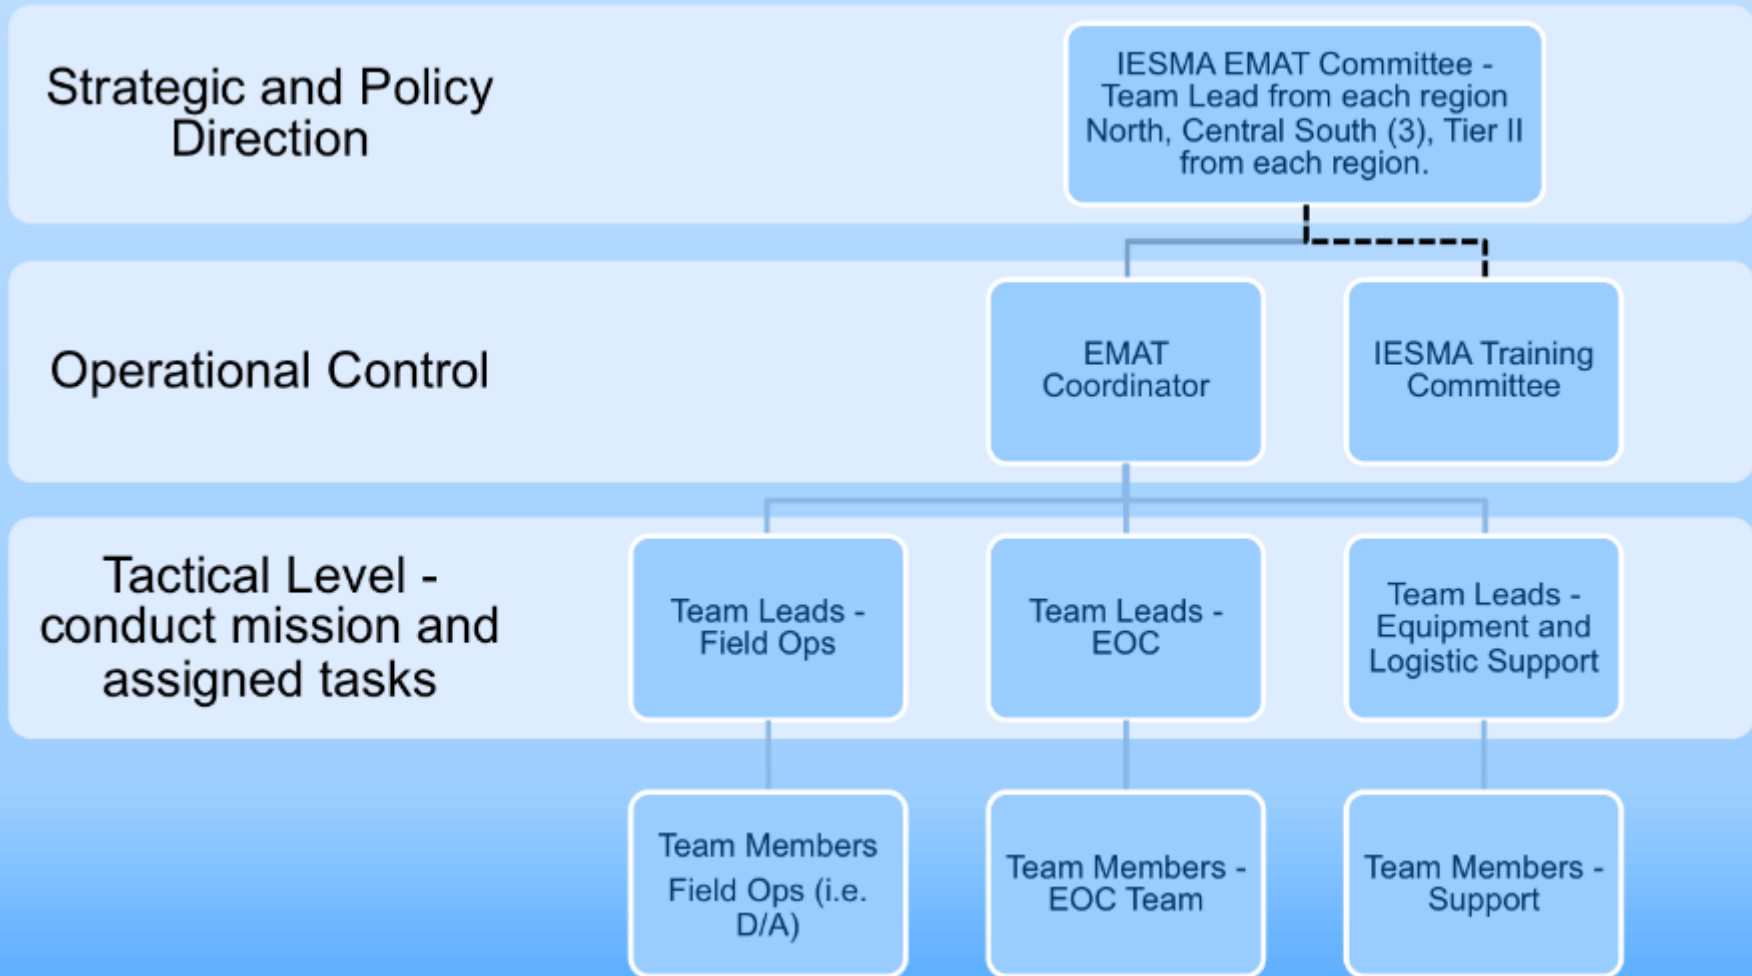 Strategic and Policy
Direction
IESMA EMAT Committee -
Team Lead from each region
North, Central South (3), Tier II
from each region.
Operational Control
EMAT
Coordinator
IESMA Training
Committee
Tactical Level -
conduct mission and
assigned tasks
Team Leads -
Field Ops
Team Leads -
EOC
Team Leads -
Equipment and
Logistic Support
Team Members
Field Ops (i.e.
D/A)
Team Members -
EOC Team
Team Members -
Support